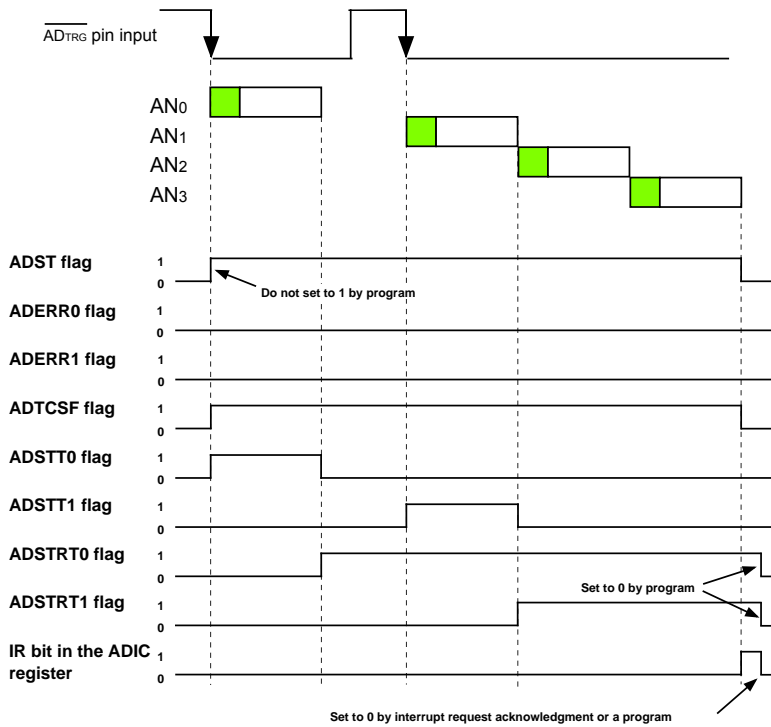 ADTRG pin input
AN0
AN1
AN2
AN3
ADST flag
1
0
Do not set to 1 by program
ADERR0 flag
1
0
ADERR1 flag
1
0
ADTCSF flag
1
0
ADSTT0 flag
1
0
ADSTT1 flag
1
0
ADSTRT0 flag
1
0
Set to 0 by program
ADSTRT1 flag
1
0
IR bit in the ADIC
register
1
0
Set to 0 by interrupt request acknowledgment or a program